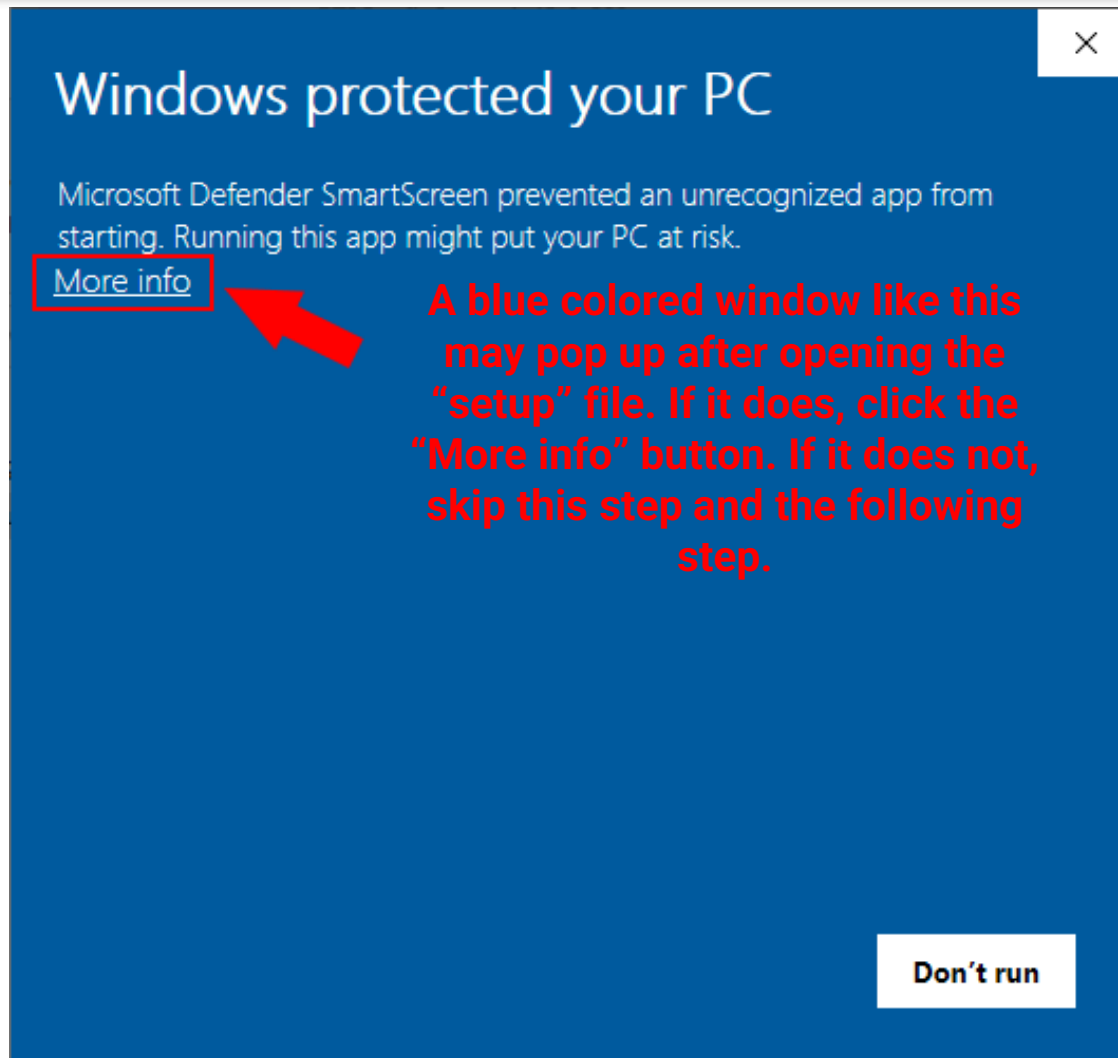 Windows protected your PC
Microsoft Defender SmartScreen prevented an unrecognized app from
starting. Running this app might put your PC at risk.
More info
A blue colored window like this
may pop up after opening the
“setup” file. If it does, click the
“More info” button. If it does not,
skip this step and the following
step.
Don’t run